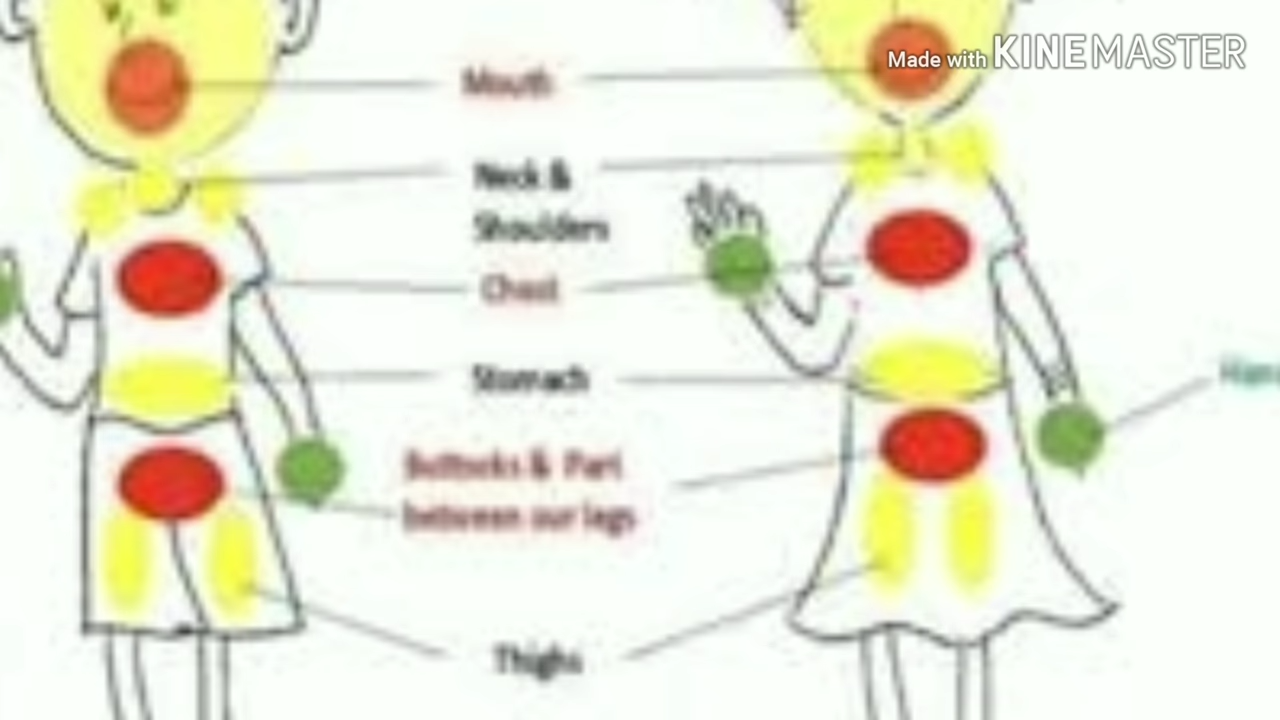 Made with KINEMASTER
Mouth
Neck &
Shoulders
Chest
Stomach
Buttocks & Part
between our legs
Thighs